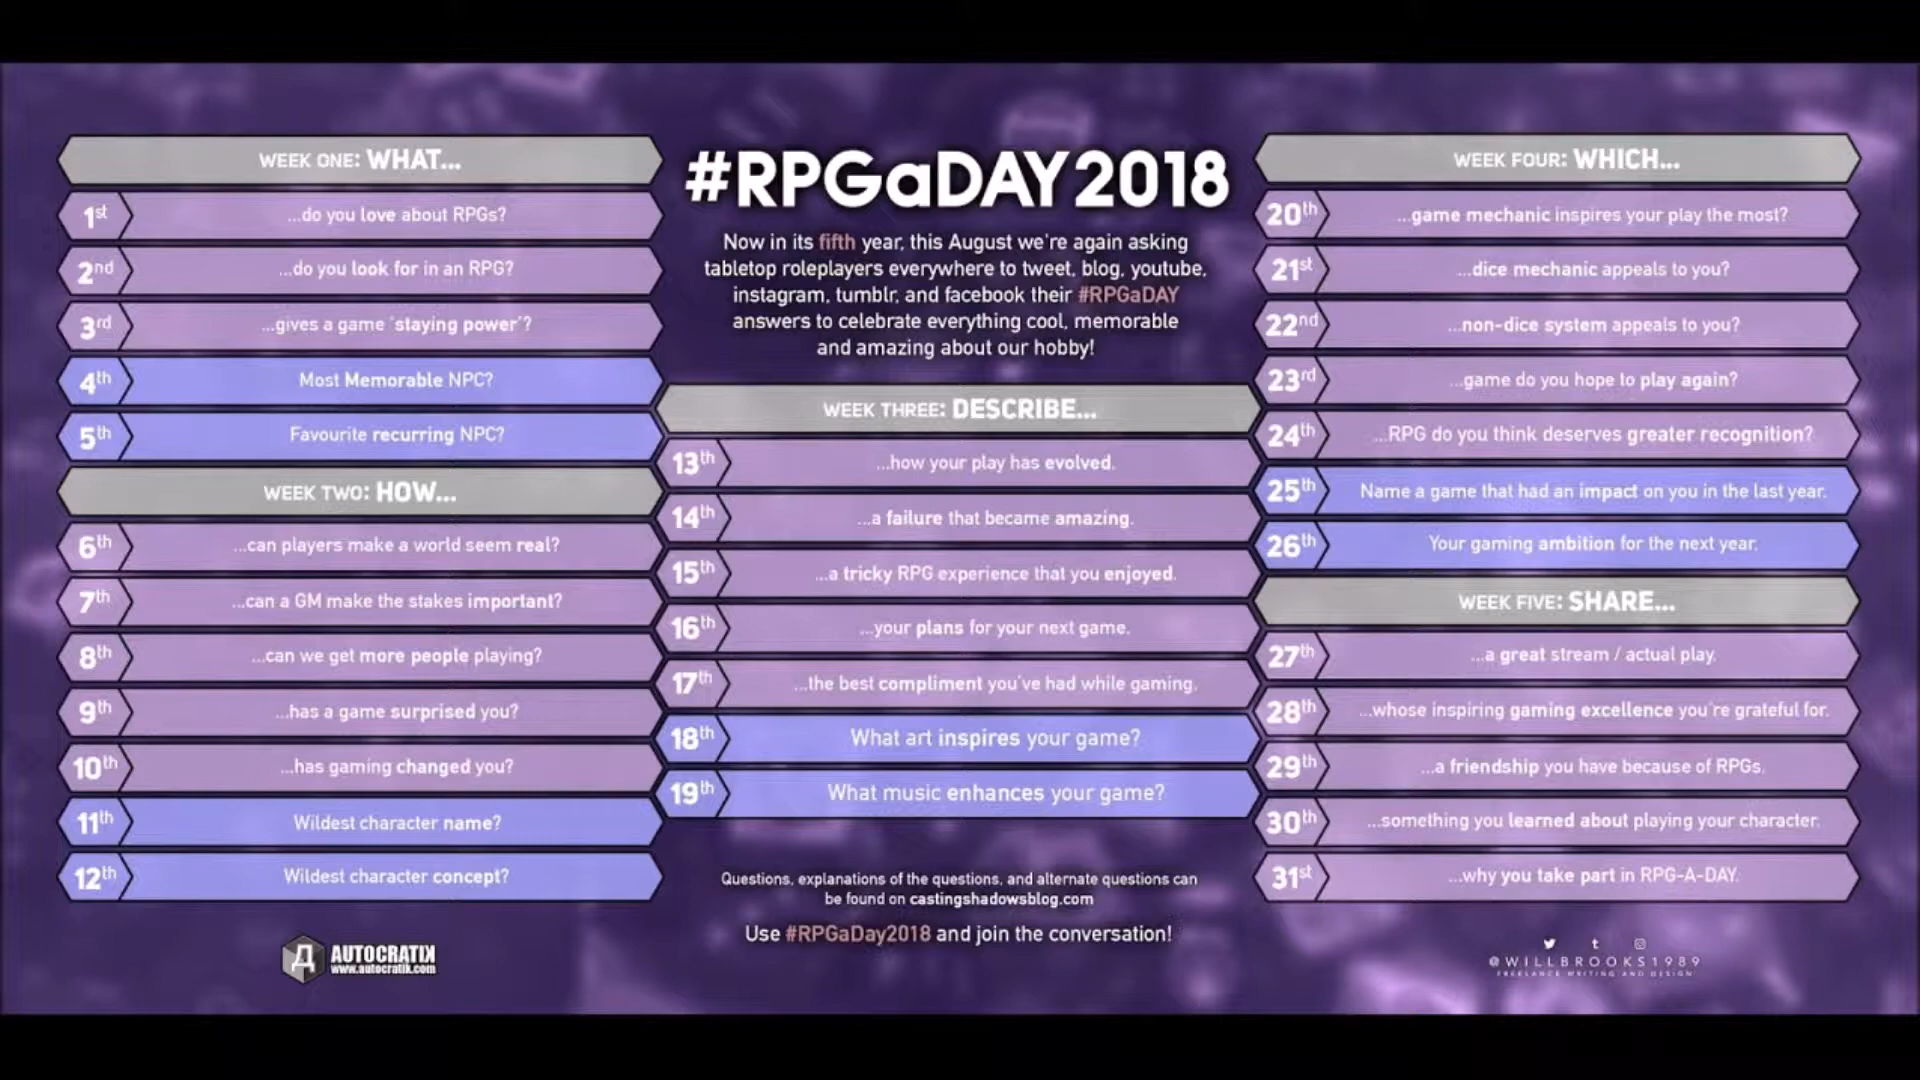 WEEK ONE: WHAT...
1st ...do you love about RPGs?
2nd ...do you look for in an RPG?
3rd ...gives a game 'staying power'?
4th Most Memorable NPC?
5th Favourite recurring NPC?
WEEK TWO: HOW...
6th ...can players make a world seem real?
7th ...can a GM make the stakes important?
8th ...can we get more people playing?
9th ...has a game surprised you?
10th ...has gaming changed you?
11th Wildest character name?
12th Wildest character concept?
AUTOCRATIK
www.autocratik.com
#RPGaDAY2018
Now in its fifth year, this August we're again asking
tabletop roleplayers everywhere to tweet, blog, youtube,
instagram, tumblr, and facebook their #RPGaDAY
answers to celebrate everything cool, memorable
and amazing about our hobby!
WEEK THREE: DESCRIBE...
13th ...how your play has evolved.
14th ...a failure that became amazing.
15th ...a tricky RPG experience that you enjoyed.
16th ...your plans for your next game.
17th ...the best compliment you've had while gaming.
18th What art inspires your game?
19th What music enhances your game?
Questions, explanations of the questions, and alternate questions can
be found on castingshadowsblog.com
Use #RPGaDay2018 and join the conversation!
WEEK FOUR: WHICH...
20th ...game mechanic inspires your play the most?
21st ...dice mechanic appeals to you?
22nd ...non-dice system appeals to you?
23rd ...game do you hope to play again?
24th ...RPG do you think deserves greater recognition?
25th Name a game that had an impact on you in the last year.
26th Your gaming ambition for the next year.
WEEK FIVE: SHARE...
27th ...a great stream / actual play.
28th ...whose inspiring gaming excellence you're grateful for.
29th ...a friendship you have because of RPGs.
30th ...something you learned about playing your character.
31st ...why you take part in RPG-A-DAY.
@WILLBROOKS1989
FREELANCE WRITING AND DESIGN